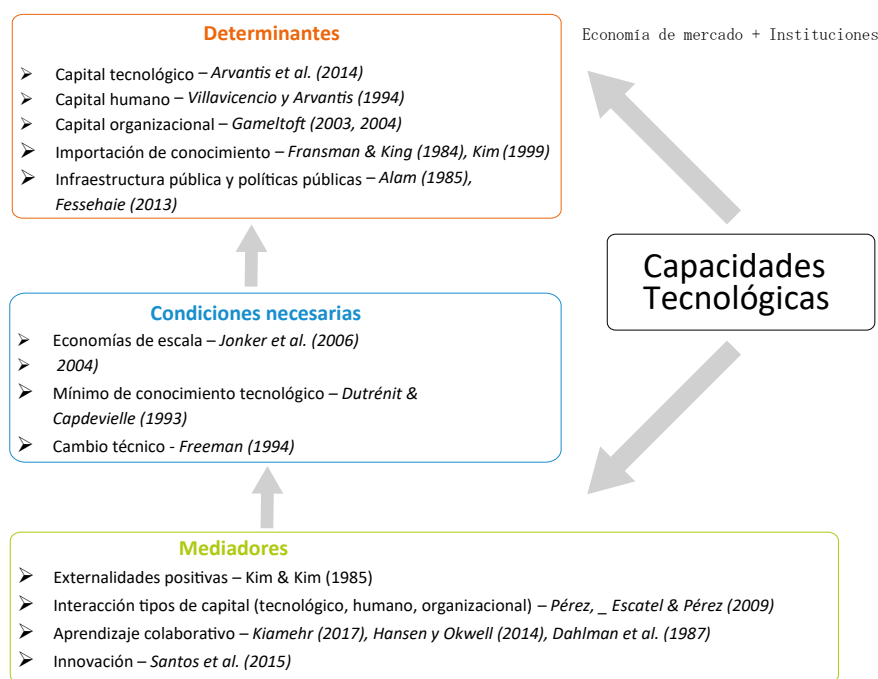 Determantes
➢ Capital tecnológico – Arvantis et al. (2014)
➢ Capital humano – Villavicencio y Arvantis (1994)
➢ Capital organizacional – Gameltoft (2003, 2004)
➢ Importación de conocimiento – Fransman & King (1984), Kim (1999)
➢ Infraestructura pública y políticas públicas – Alam (1985),
Fessehaie (2013)
Economía de mercado + Instituciones
Capacidades
Tecnológicas
Condiciones necesarias
➢ Economías de escala – Jonker et al. (2006)
➢ 2004)
➢ Mínimo de conocimiento tecnológico – Dutrénit &
Capdevielle (1993)
➢ Cambio técnico - Freeman (1994)
Mediadores
➢ Externalidades positivas – Kim & Kim (1985)
➢ Interacción tipos de capital (tecnológico, humano, organizacional) – Pérez, _ Escatel & Pérez (2009)
➢ Aprendizaje colaborativo – Kiamehr (2017), Hansen y Okwell (2014), Dahlman et al. (1987)
➢ Innovación – Santos et al. (2015)